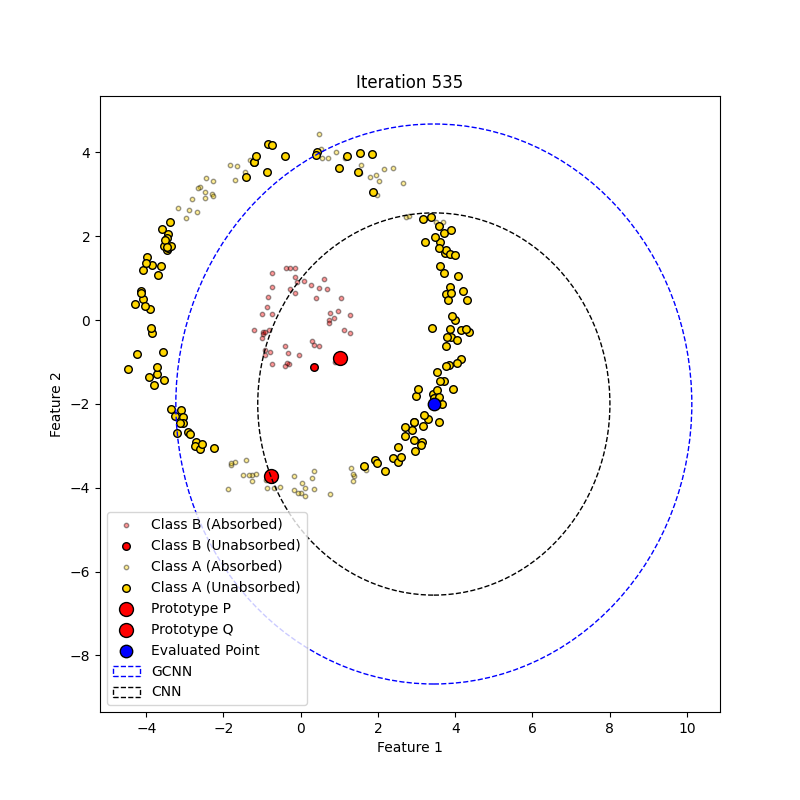 Iteration 535
4
2
0
−2
−4
−6
−8
Feature 2
Class B (Absorbed)
Class B (Unabsorbed)
Class A (Absorbed)
Class A (Unabsorbed)
Prototype P
Prototype Q
Evaluated Point
GCNN
CNN
−4 −2 0 2 4 6 8 10
Feature 1